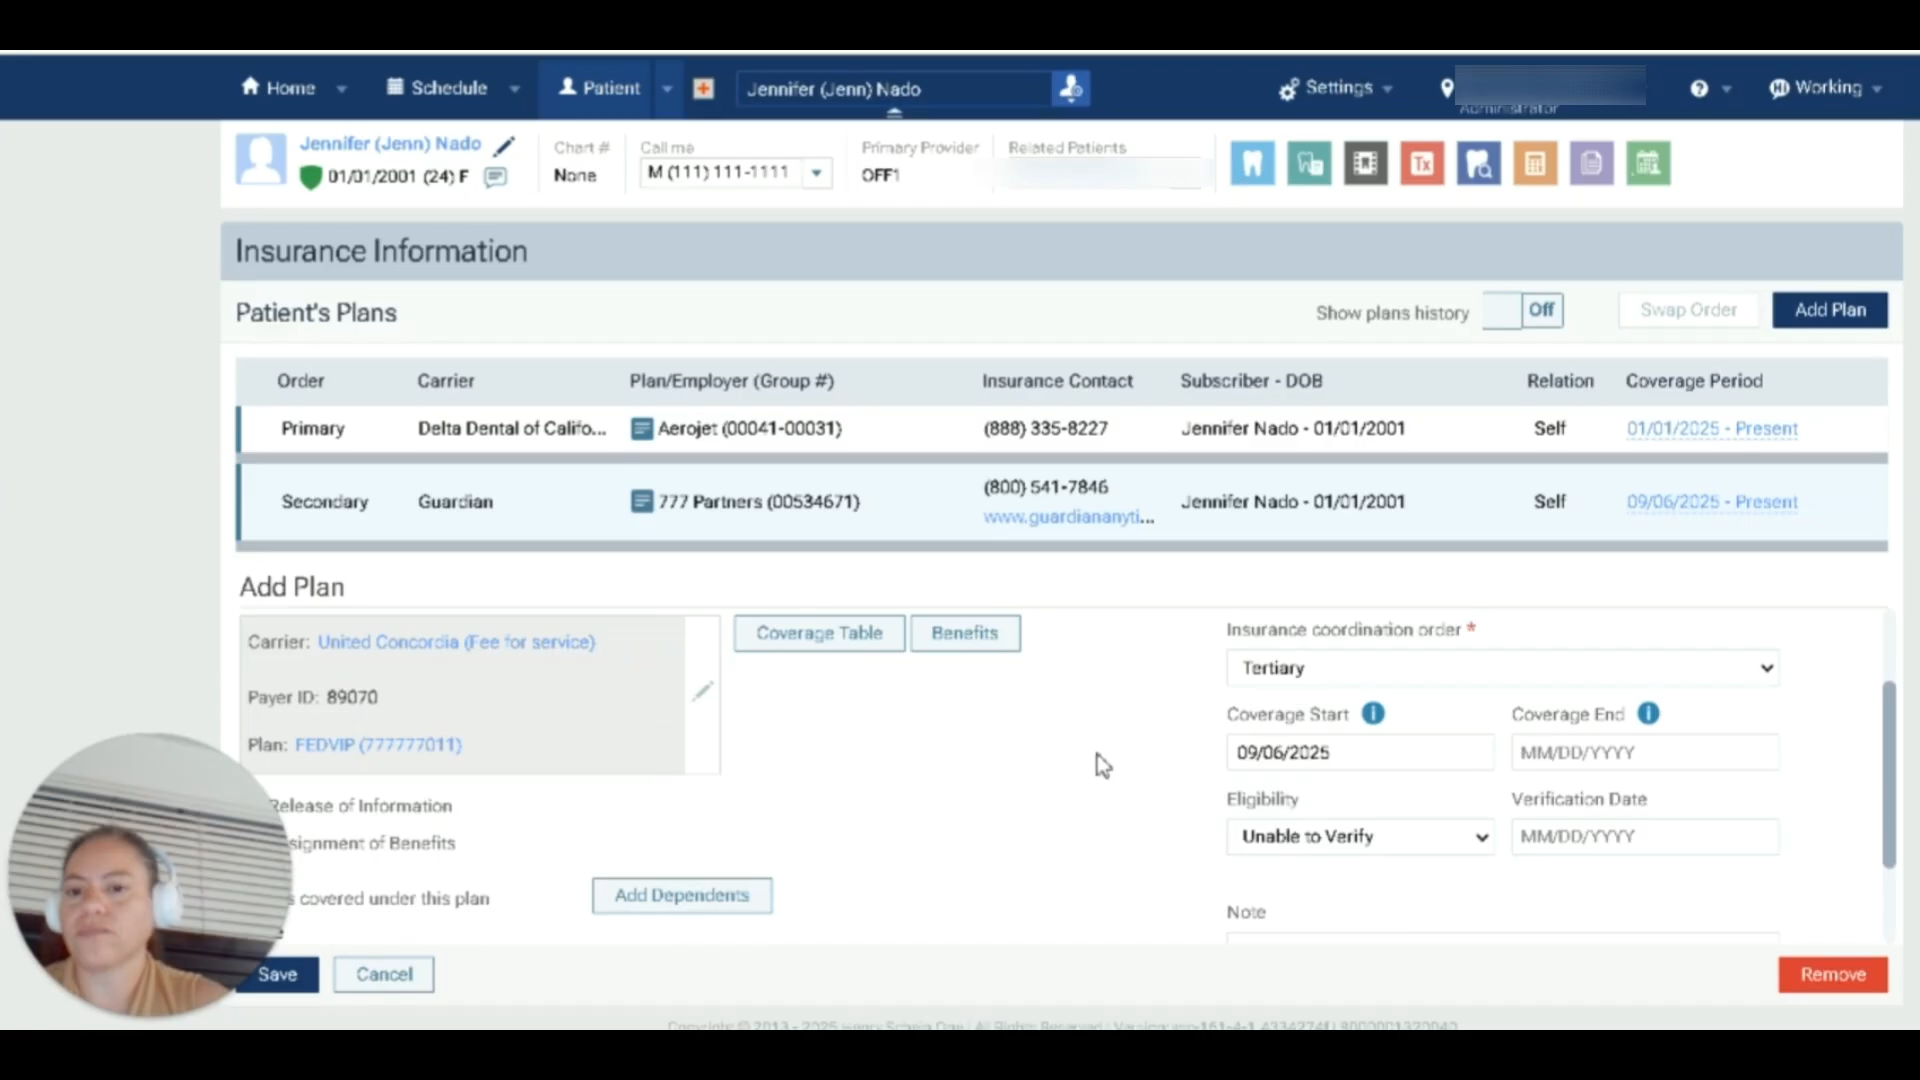 Home
Schedule
Patient
Jennifer (Jenn) Nado
Settings
Administrator
Working
Jennifer (Jenn) Nado
01/01/2001 (24) F
Chart #
None
Call me
M (111) 111-1111
Primary Provider
OFF1
Related Patients
Tx
Insurance Information
Patient's Plans
Show plans history
Off
Swap Order
Add Plan
Order Carrier Plan/Employer (Group #) Insurance Contact Subscriber - DOB Relation Coverage Period
Primary Delta Dental of Califo... Aerojet (00041-00031) (888) 335-8227 Jennifer Nado - 01/01/2001 Self 01/01/2025 - Present
Secondary Guardian 777 Partners (00534671) (800) 541-7846 Jennifer Nado - 01/01/2001 Self 09/06/2025 - Present
www.guardiananyti...
Add Plan
Carrier: United Concordia (Fee for service)
Payer ID: 89070
Plan: FEDVIP (777777011)
Coverage Table
Benefits
Release of Information
signment of Benefits
s covered under this plan
Add Dependents
Insurance coordination order *
Tertiary
Coverage Start
Coverage End
09/06/2025
MM/DD/YYYY
Eligibility
Verification Date
Unable to Verify
MM/DD/YYYY
Note
Save
Cancel
Remove